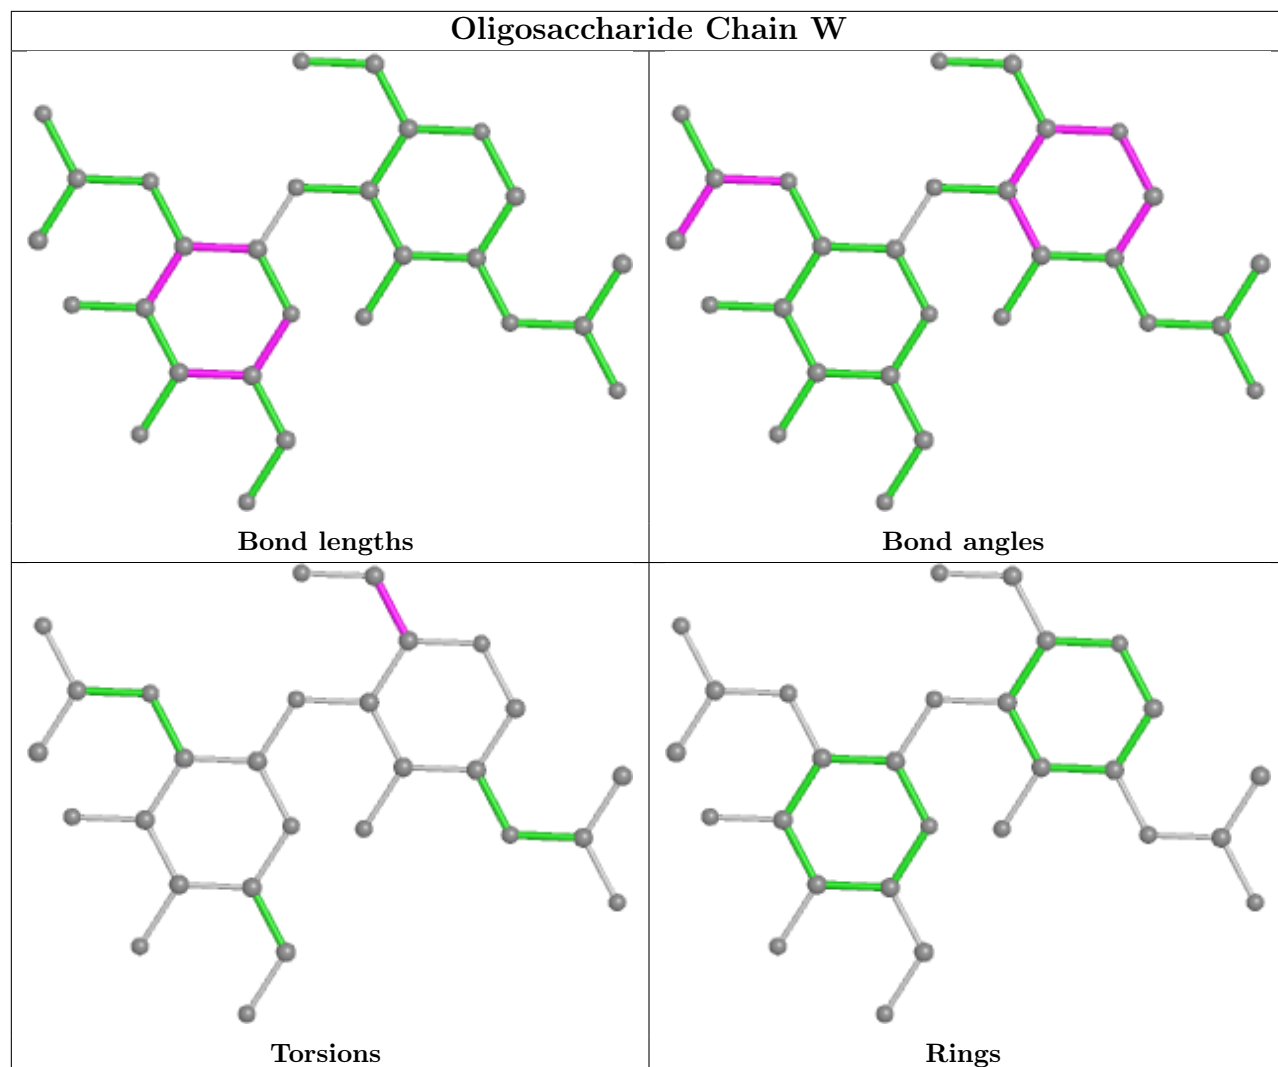 Oligosaccharide Chain W
Bond lengths
Bond angles
Torsions
Rings